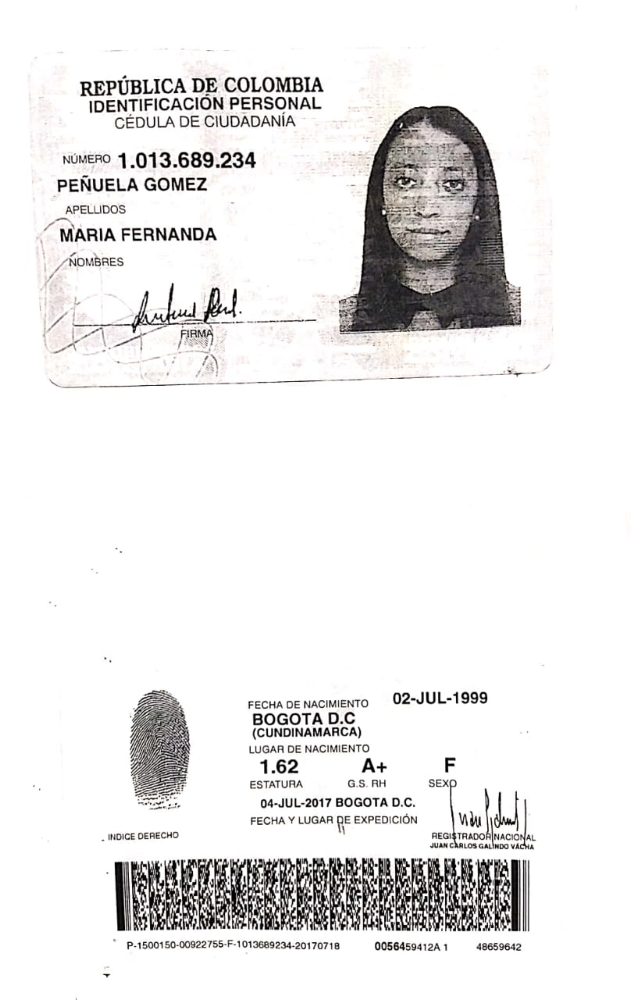 REPÚBLICA DE COLOMBIA
IDENTIFICACIÓN PERSONAL
CÉDULA DE CIUDADANÍA
NÚMERO 1.013.689.234
PEÑUELA GOMEZ
APELLIDOS
MARIA FERNANDA
NOMBRES
FIRMA
FECHA DE NACIMIENTO 02-JUL-1999
BOGOTA D.C
(CUNDINAMARCA)
LUGAR DE NACIMIENTO
1.62 A+ F
ESTATURA G.S. RH SEXO
04-JUL-2017 BOGOTA D.C.
FECHA Y LUGAR DE EXPEDICIÓN
INDICE DERECHO
REGISTRADOR NACIONAL
JUAN CARLOS GALINDO VÁCHA
P-1500150-00922755-F-1013689234-20170718 0056459412A 1 48659642